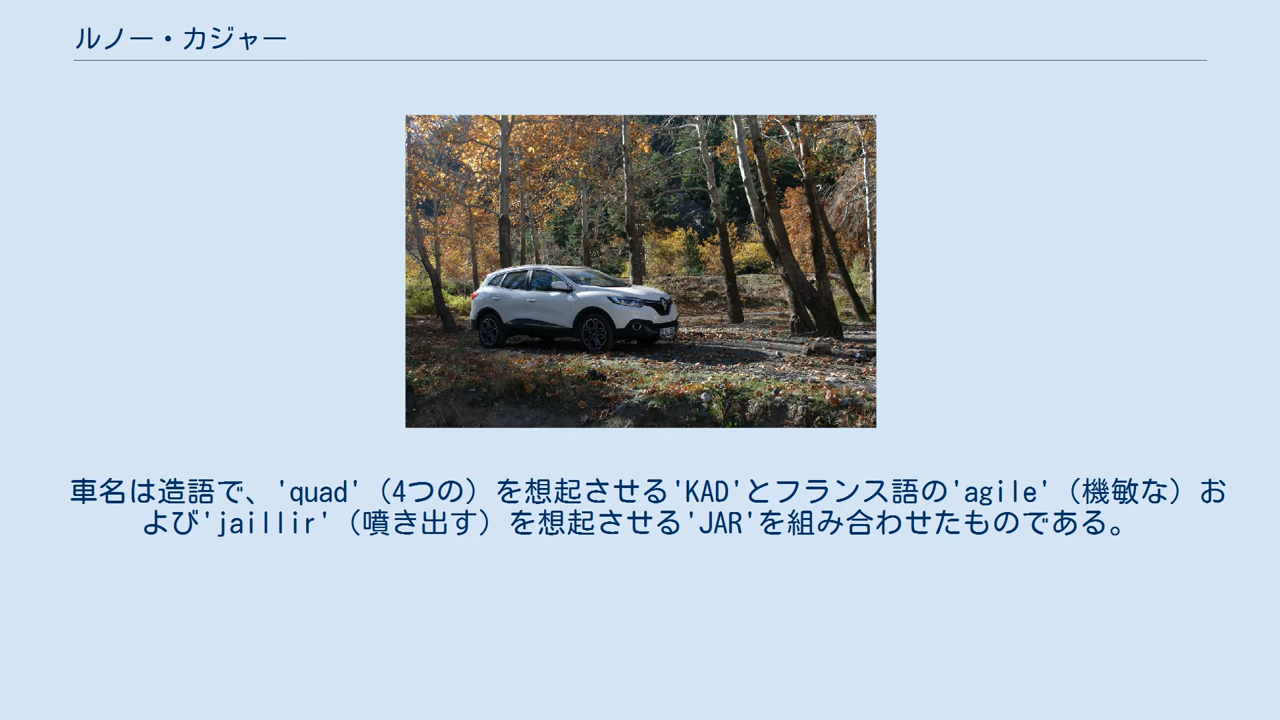 ルノー・カジャー
車名は造語で、'quad'（4つの）を想起させる'KAD'とフランス語の'agile'（機敏な）お
よび'jaillir'（噴き出す）を想起させる'JAR'を組み合わせたものである。